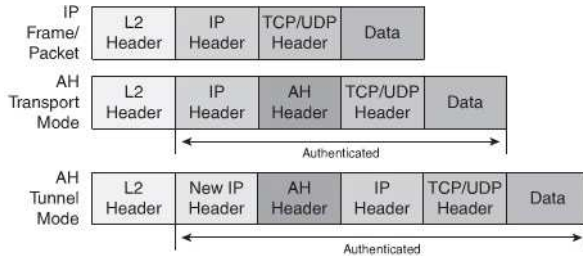 IP
Frame/
Packet
L2
Header
IP
Header
TCP/UDP
Header
Data
AH
Transport
Mode
L2
Header
IP
Header
AH
Header
TCP/UDP
Header
Data
Authenticated
AH
Tunnel
Mode
L2
Header
New IP
Header
AH
Header
IP
Header
TCP/UDP
Header
Data
Authenticated